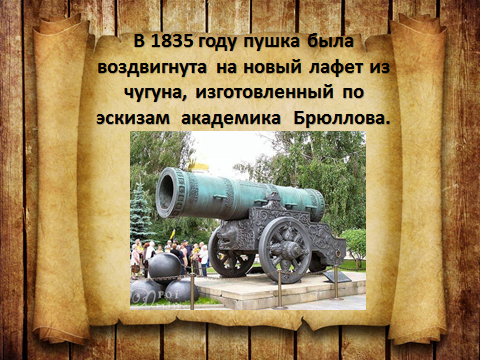 В 1835 году пушка была
воздвигнута на новый лафет из
чугуна, изготовленный по
эскизам академика Брюллова.